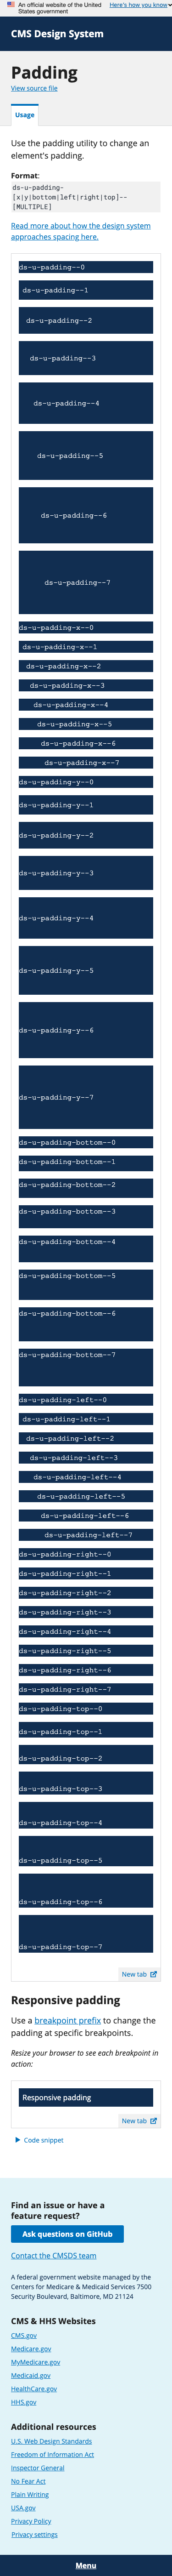 An official website of the United States government
Here's how you know
CMS Design System
Padding
View source file
Usage
Use the padding utility to change an
element's padding.
Format:
ds-u-padding-
[x|y|bottom|left|right|top]--
[MULTIPLE]
Read more about how the design system
approaches spacing here.
ds-u-padding--0
ds-u-padding--1
ds-u-padding--2
ds-u-padding--3
ds-u-padding--4
ds-u-padding--5
ds-u-padding--6
ds-u-padding--7
ds-u-padding-x--0
ds-u-padding-x--1
ds-u-padding-x--2
ds-u-padding-x--3
ds-u-padding-x--4
ds-u-padding-x--5
ds-u-padding-x--6
ds-u-padding-x--7
ds-u-padding-y--0
ds-u-padding-y--1
ds-u-padding-y--2
ds-u-padding-y--3
ds-u-padding-y--4
ds-u-padding-y--5
ds-u-padding-y--6
ds-u-padding-y--7
ds-u-padding-bottom--0
ds-u-padding-bottom--1
ds-u-padding-bottom--2
ds-u-padding-bottom--3
ds-u-padding-bottom--4
ds-u-padding-bottom--5
ds-u-padding-bottom--6
ds-u-padding-bottom--7
ds-u-padding-left--0
ds-u-padding-left--1
ds-u-padding-left--2
ds-u-padding-left--3
ds-u-padding-left--4
ds-u-padding-left--5
ds-u-padding-left--6
ds-u-padding-left--7
ds-u-padding-right--0
ds-u-padding-right--1
ds-u-padding-right--2
ds-u-padding-right--3
ds-u-padding-right--4
ds-u-padding-right--5
ds-u-padding-right--6
ds-u-padding-right--7
ds-u-padding-top--0
ds-u-padding-top--1
ds-u-padding-top--2
ds-u-padding-top--3
ds-u-padding-top--4
ds-u-padding-top--5
ds-u-padding-top--6
ds-u-padding-top--7
New tab
Responsive padding
Use a breakpoint prefix to change the
padding at specific breakpoints.
Resize your browser to see each breakpoint in
action:
Responsive padding
New tab
Code snippet
Find an issue or have a
feature request?
Ask questions on GitHub
Contact the CMSDS team
A federal government website managed by the
Centers for Medicare & Medicaid Services 7500
Security Boulevard, Baltimore, MD 21124
CMS & HHS Websites
CMS.gov
Medicare.gov
MyMedicare.gov
Medicaid.gov
HealthCare.gov
HHS.gov
Additional resources
U.S. Web Design Standards
Freedom of Information Act
Inspector General
No Fear Act
Plain Writing
USA.gov
Privacy Policy
Privacy settings
Menu